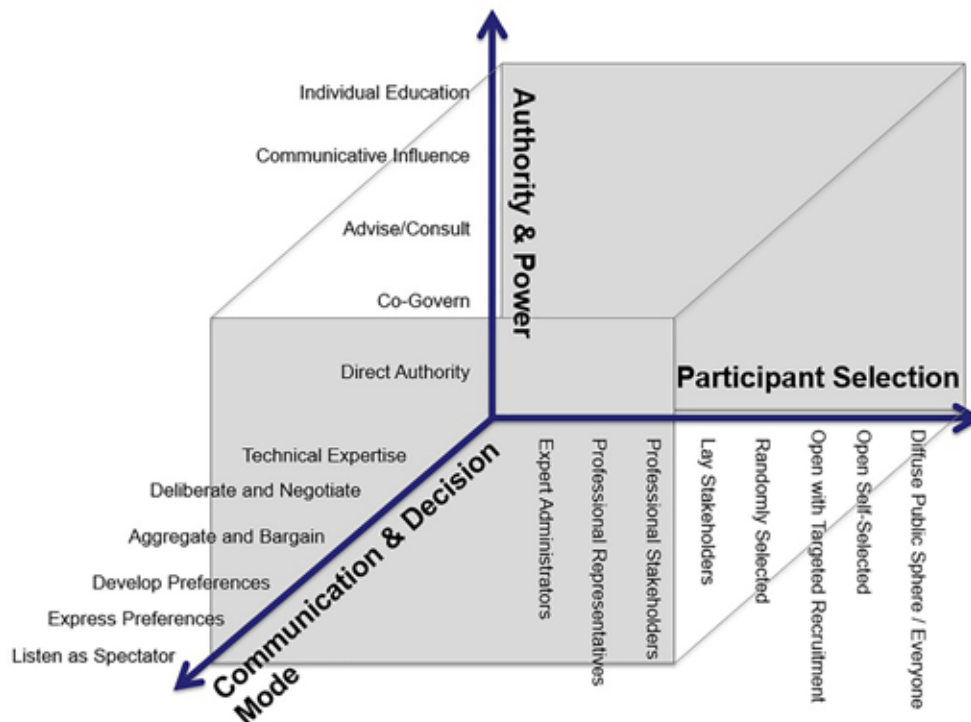 Individual Education
Communicative Influence
Advise/Consult
Co-Govern
Direct Authority
Authority & Power
Participant Selection
Technical Expertise
Deliberate and Negotiate
Aggregate and Bargain
Develop Preferences
Express Preferences
Listen as Spectator
Communication & Decision
Mode
Expert Administrators
Professional Representatives
Professional Stakeholders
Lay Stakeholders
Randomly Selected
Open with Targeted Recruitment
Open Self-Selected
Diffuse Public Sphere / Everyone